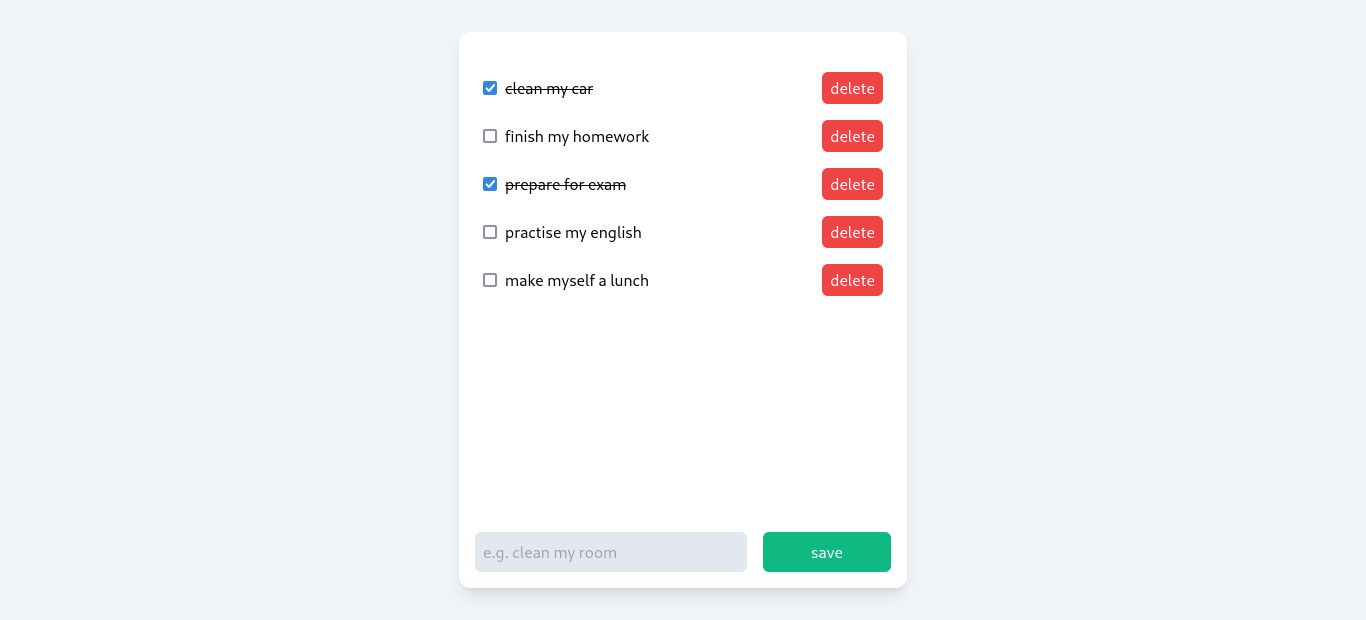 clean my car delete
finish my homework delete
prepare for exam delete
practise my english delete
make myself a lunch delete
e.g. clean my room save